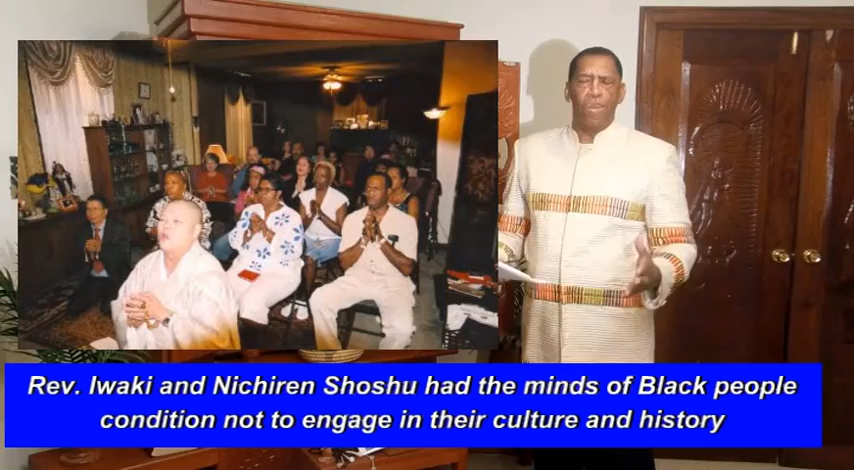 Rev. Iwaki and Nichiren Shoshu had the minds of Black people
condition not to engage in their culture and history